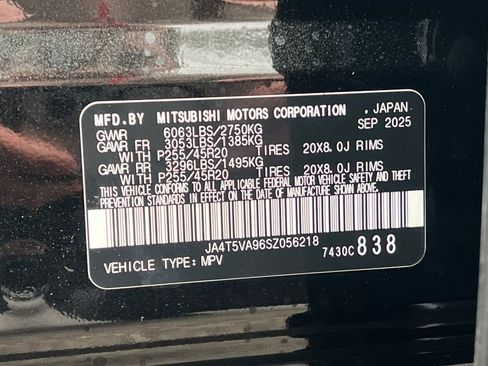 MFD.BY MITSUBISHI MOTORS CORPORATION, JAPAN
GVWR 6063LBS/2750KG SEP 2025
GAWR FR 3053LBS/1385KG
WITH P255/45R20 TIRES 20X8.0J RIMS
GAWR RR 3296LBS/1495KG
WITH P255/45R20 TIRES 20X8.0J RIMS
THIS VEHICLE CONFORMS TO ALL APPLICABLE FEDERAL MOTOR VEHICLE SAFETY AND THEFT
PREVENTION STANDARDS IN EFFECT ON THE DATE OF MANUFACTURE SHOWN ABOVE.
JA4T5VA96SZ056218
VEHICLE TYPE: MPV 7430C838